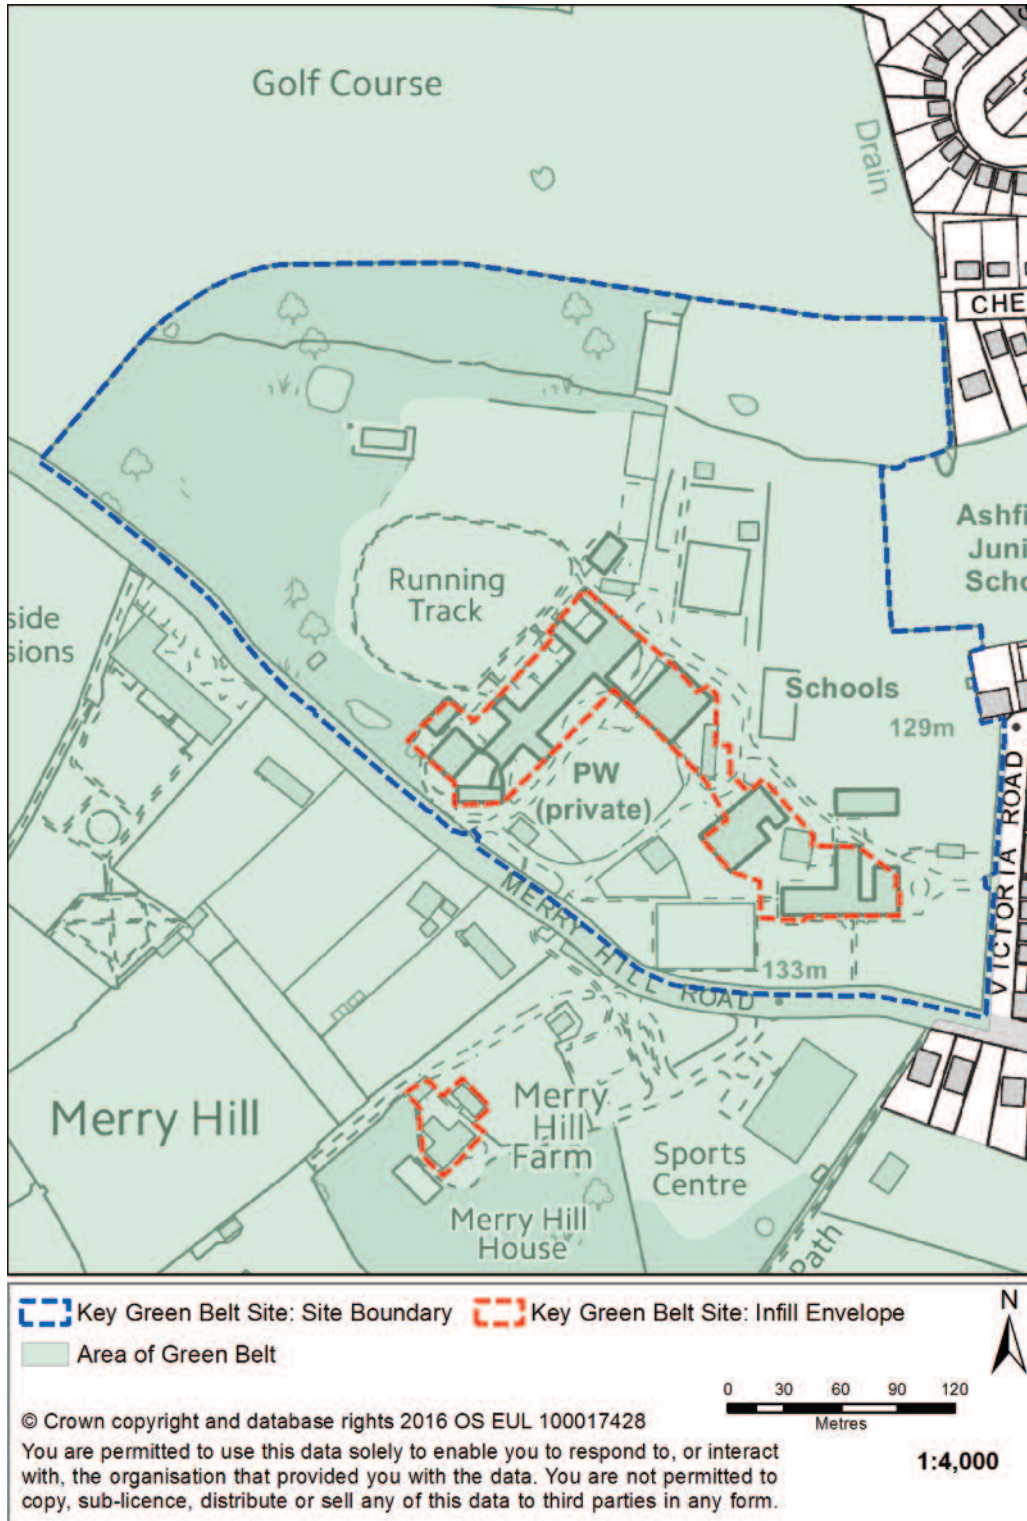 Golf Course
Drain
CHE
Ashfi
Juni
Scho
Running
Track
side
sions
Schools
129m
PW
(private)
VICTORIA ROAD
MERRY HILL ROAD
133m
Merry Hill
Merry
Hill
Farm
Sports
Centre
Merry Hill
House
Path
Key Green Belt Site: Site Boundary
Key Green Belt Site: Infill Envelope
N
Area of Green Belt
0 30 60 90 120
Metres
© Crown copyright and database rights 2016 OS EUL 100017428
You are permitted to use this data solely to enable you to respond to, or interact
with, the organisation that provided you with the data. You are not permitted to
copy, sub-licence, distribute or sell any of this data to third parties in any form.
1:4,000